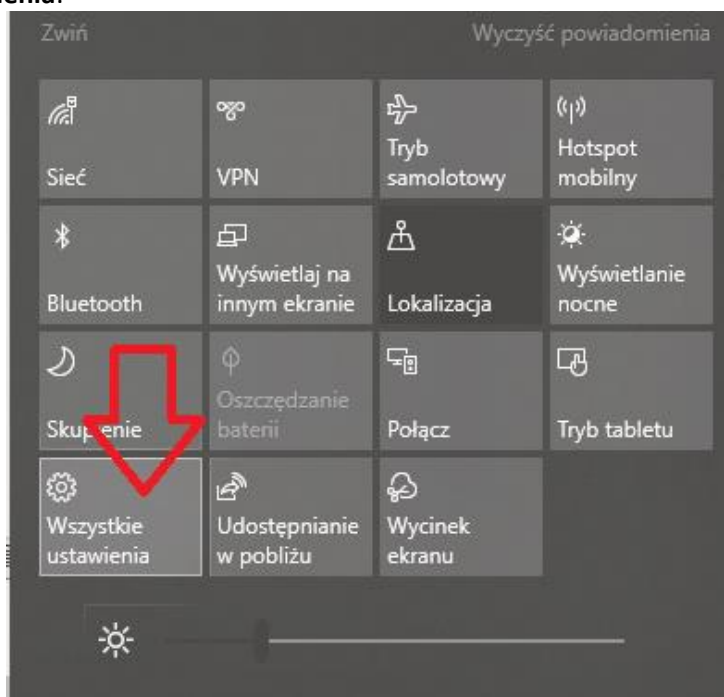 enia.
Zwiń Wyczyść powiadomienia
Sieć
VPN
Tryb
samolotowy
Hotspot
mobilny
Bluetooth
Wyświetlaj na
innym ekranie
Lokalizacja
Wyświetlanie
nocne
Skupienie
Oszczędzanie
baterii
Połącz
Tryb tabletu
Wszystkie
ustawienia
Udostępnianie
w pobliżu
Wycinek
ekranu